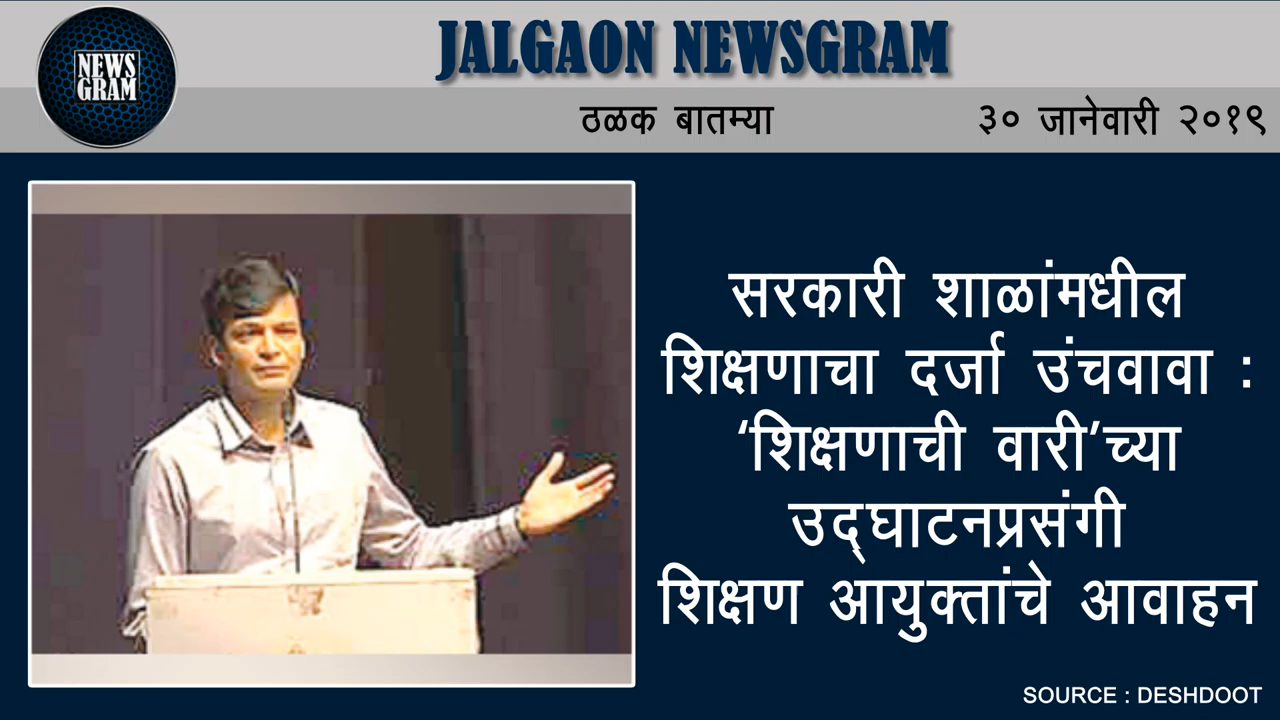 NEWS
GRAM
JALGAON NEWSGRAM
ठळक बातम्या
३० जानेवारी २०१९
सरकारी शाळांमधील
शिक्षणाचा दर्जा उंचवावा :
‘शिक्षणाची वारी’च्या
उद्‌घाटनप्रसंगी
शिक्षण आयुक्तांचे आवाहन
SOURCE : DESHDOOT